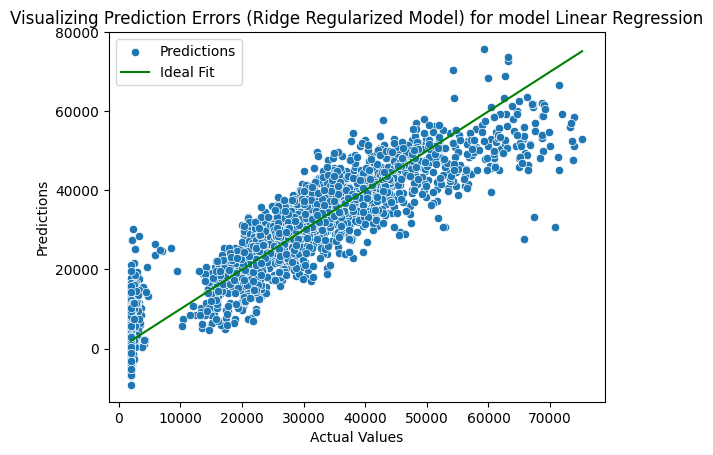 Visualizing Prediction Errors (Ridge Regularized Model) for model Linear Regression
80000
60000
40000
20000
0
Predictions
Predictions
Ideal Fit
0 10000 20000 30000 40000 50000 60000 70000
Actual Values